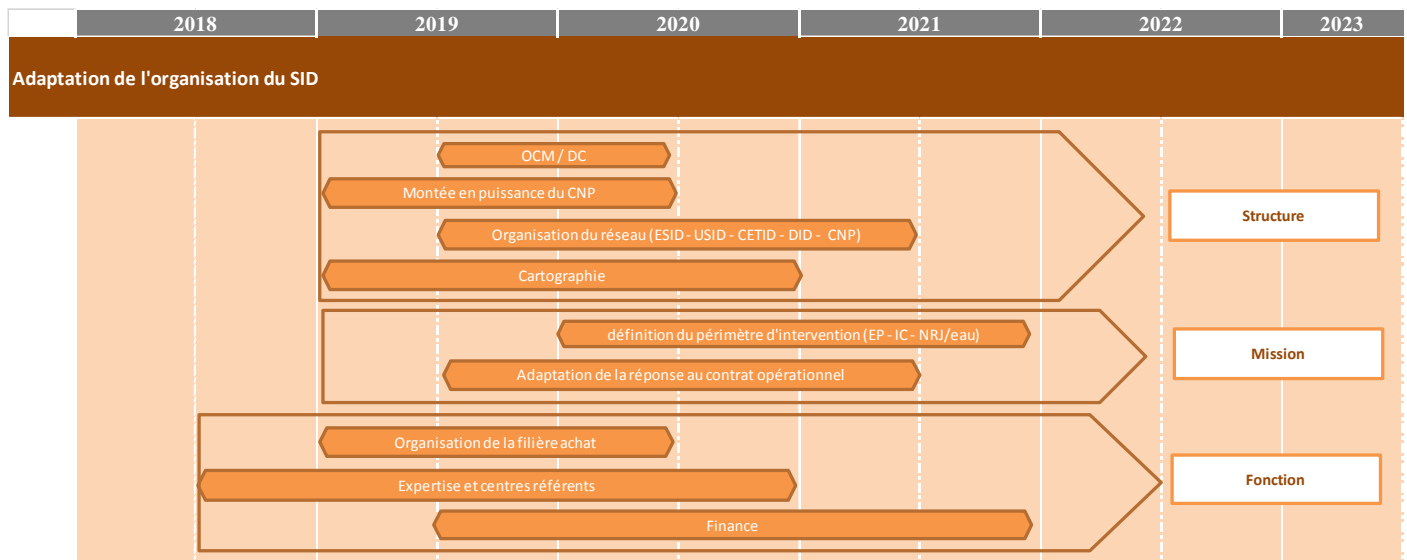 2018 2019 2020 2021 2022 2023
Adaptation de l'organisation du SID
OCM / DC
Montée en puissance du CNP
Organisation du réseau (ESID - USID - CETID - DID - CNP)
Cartographie
Structure
définition du périmètre d'intervention (EP - IC - NRJ/eau)
Adaptation de la réponse au contrat opérationnel
Mission
Organisation de la filière achat
Expertise et centres référents
Finance
Fonction